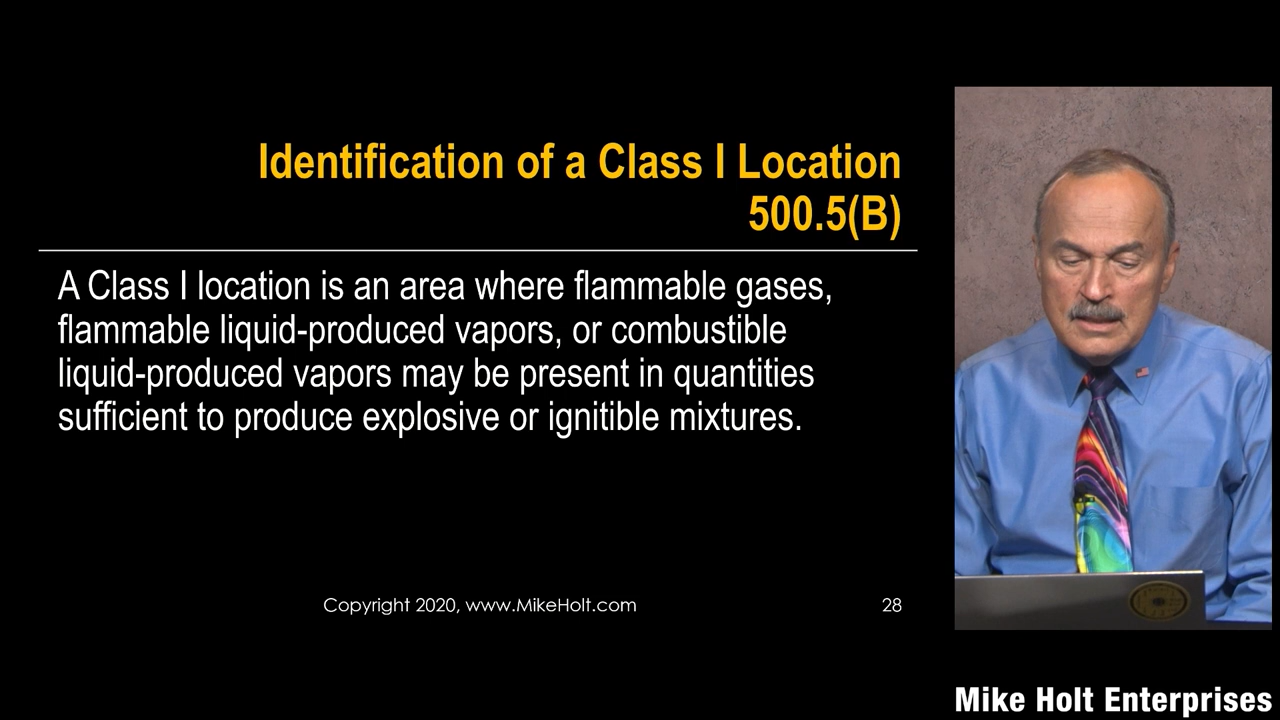 Identification of a Class I Location
500.5(B)
A Class I location is an area where flammable gases,
flammable liquid-produced vapors, or combustible
liquid-produced vapors may be present in quantities
sufficient to produce explosive or ignitible mixtures.
Copyright 2020, www.MikeHolt.com
28
Mike Holt Enterprises